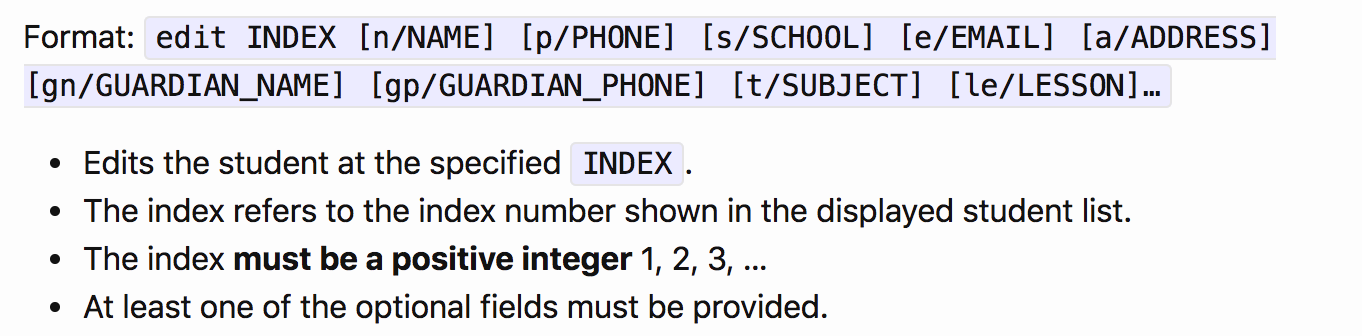 Format: edit INDEX [n/NAME] [p/PHONE] [s/SCHOOL] [e/EMAIL] [a/ADDRESS]
[gn/GUARDIAN_NAME] [gp/GUARDIAN_PHONE] [t/SUBJECT] [le/LESSON]…
• Edits the student at the specified INDEX.
• The index refers to the index number shown in the displayed student list.
• The index must be a positive integer 1, 2, 3, …
• At least one of the optional fields must be provided.